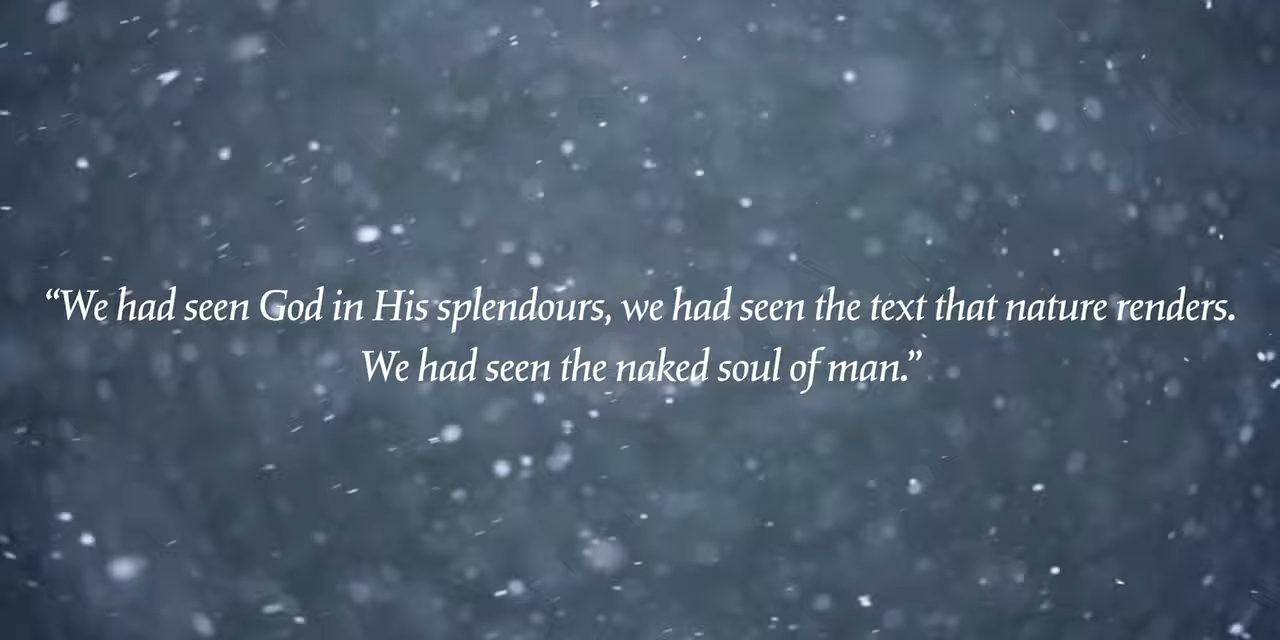 “We had seen God in His splendours, we had seen the text that nature renders.
We had seen the naked soul of man.”